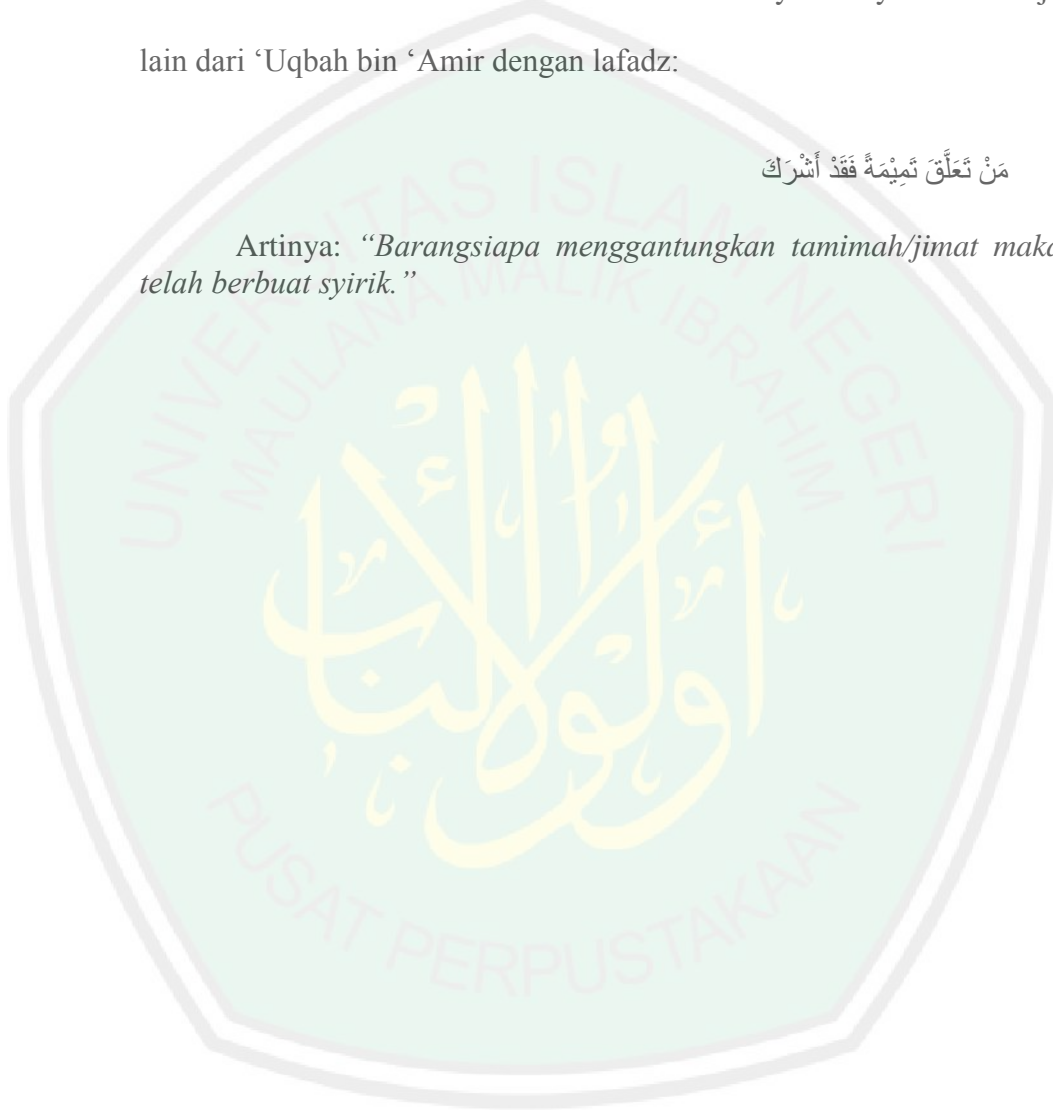 lain dari ‘Uqbah bin ‘Amir dengan lafadz:
مَنْ تَعَلَّقَ تَمِيْمَةً فَقَدْ أَشْرَكَ
Artinya: “Barangsiapa menggantungkan tamimah/jimat maka
telah berbuat syirik.”
UNIVERSITAS ISLAM NEGERI
MAULANA MALIK IBRAHIM
PUSAT PERPUSTAKAAN